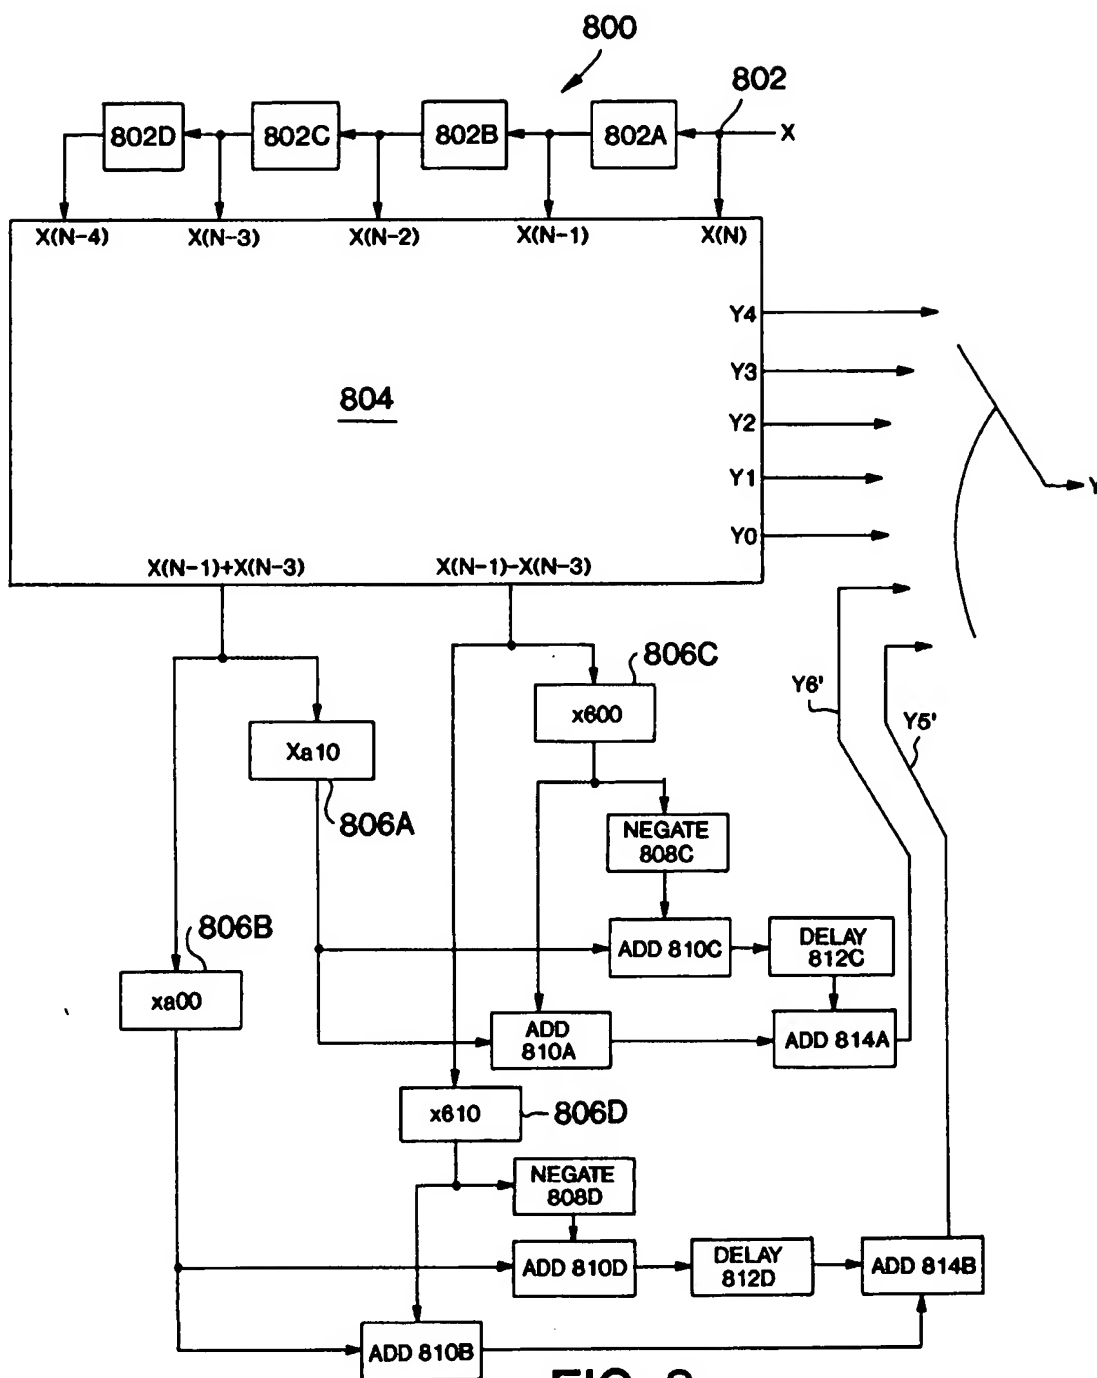 800
802
802D
802C
802B
802A
X
X(N-4)
X(N-3)
X(N-2)
X(N-1)
X(N)
Y4
Y3
804
Y2
Y1
Y
Y0
X(N-1)+X(N-3)
X(N-1)-X(N-3)
806C
x600
Y6'
Y5'
Xa10
806A
NEGATE
808C
806B
xa00
ADD 810C
DELAY
812C
ADD
810A
ADD 814A
x610
806D
NEGATE
808D
ADD 810D
DELAY
812D
ADD 814B
ADD 810B